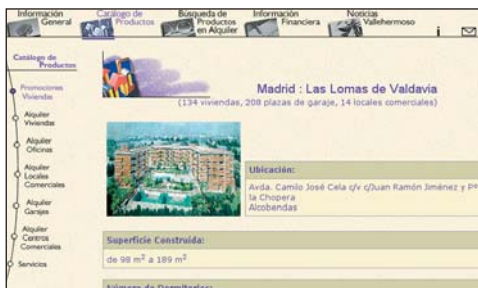 Información General
Catálogo de Productos
Búsqueda de Productos en Alquiler
Información Financiera
Noticias Vallehermoso
i
Catálogo de Productos
Promociones Viviendas
Alquiler Viviendas
Alquiler Oficinas
Alquiler Locales Comerciales
Alquiler Garajes
Alquiler Centros Comerciales
Servicios
Madrid : Las Lomas de Valdavia
(134 viviendas, 208 plazas de garaje, 14 locales comerciales)
Ubicación:
Avda. Camilo José Cela c/v c/Juan Ramón Jiménez y Pº
la Chopera
Alcobendas
Superficie Construida:
de 98 m² a 189 m²
Número de Dormitorios: